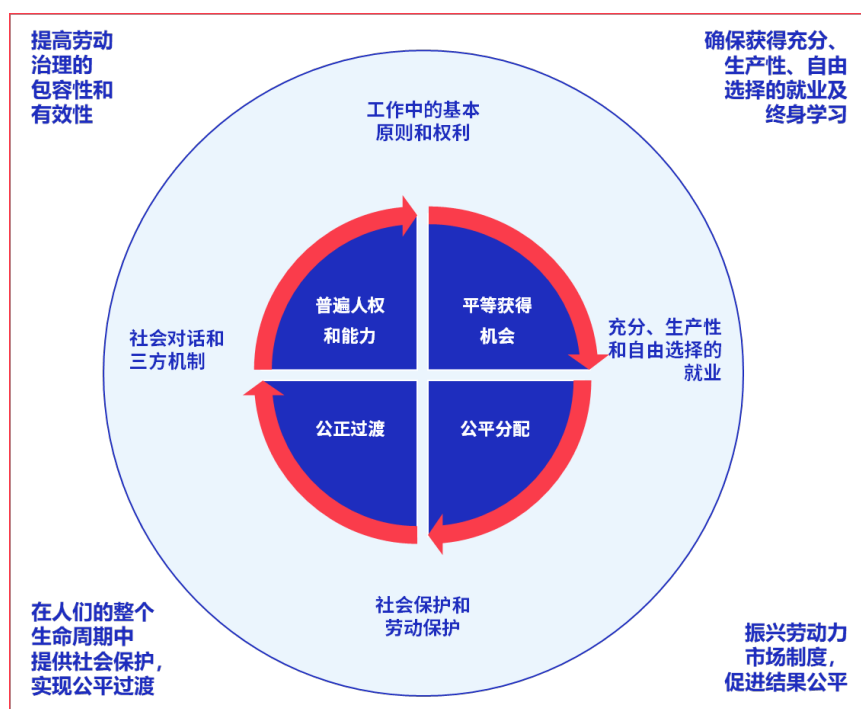 提高劳动
治理的
包容性和
有效性
确保获得充分、
生产性、自由
选择的就业及
终身学习
工作中的基本
原则和权利
普遍人权
和能力
平等获得
机会
社会对话和
三方机制
充分、生产性
和自由选择的
就业
公正过渡
公平分配
社会保护和
劳动保护
在人们的整个
生命周期中
提供社会保护，
实现公平过渡
振兴劳动力
市场制度，
促进结果公平